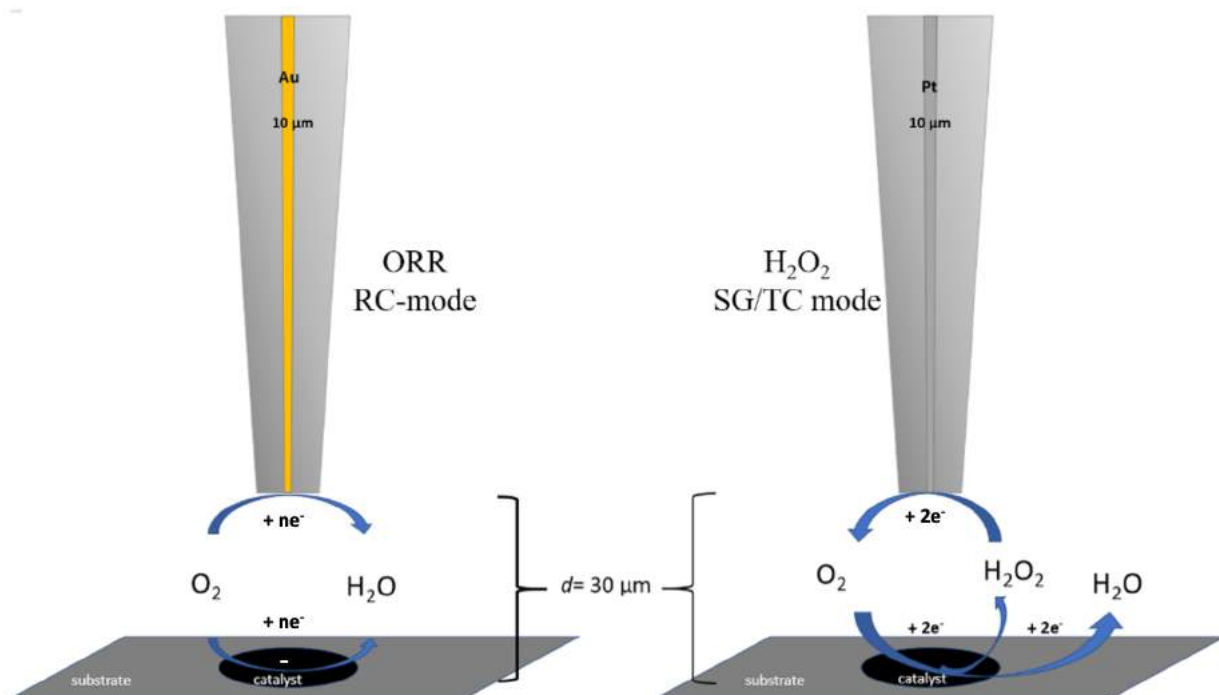 Au
10 μm
ORR
RC-mode
+ ne⁻
O₂
H₂O
+ ne⁻
–
substrate
catalyst
d= 30 μm
Pt
10 μm
H₂O₂
SG/TC mode
+ 2e⁻
O₂
H₂O₂
H₂O
+ 2e⁻
+ 2e⁻
substrate
catalyst